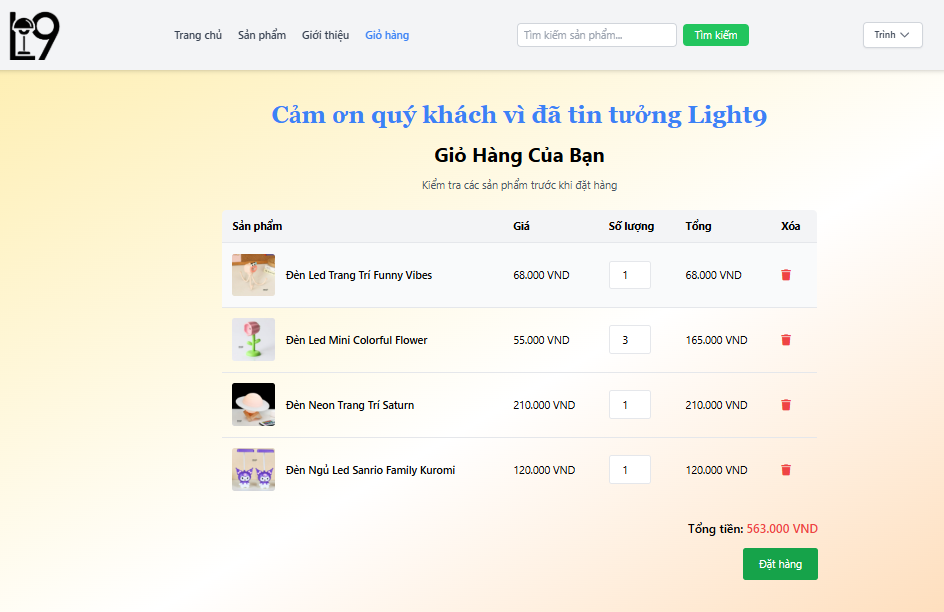 L9
Trang chủ Sản phẩm Giới thiệu Giỏ hàng Tìm kiếm sản phẩm... Tìm kiếm Trinh
Cảm ơn quý khách vì đã tin tưởng Light9
Giỏ Hàng Của Bạn
Kiểm tra các sản phẩm trước khi đặt hàng
Sản phẩm Giá Số lượng Tổng Xóa
Đèn Led Trang Trí Funny Vibes 68.000 VND 1 68.000 VND
Đèn Led Mini Colorful Flower 55.000 VND 3 165.000 VND
Đèn Neon Trang Trí Saturn 210.000 VND 1 210.000 VND
Đèn Ngủ Led Sanrio Family Kuromi 120.000 VND 1 120.000 VND
Tổng tiền: 563.000 VND
Đặt hàng